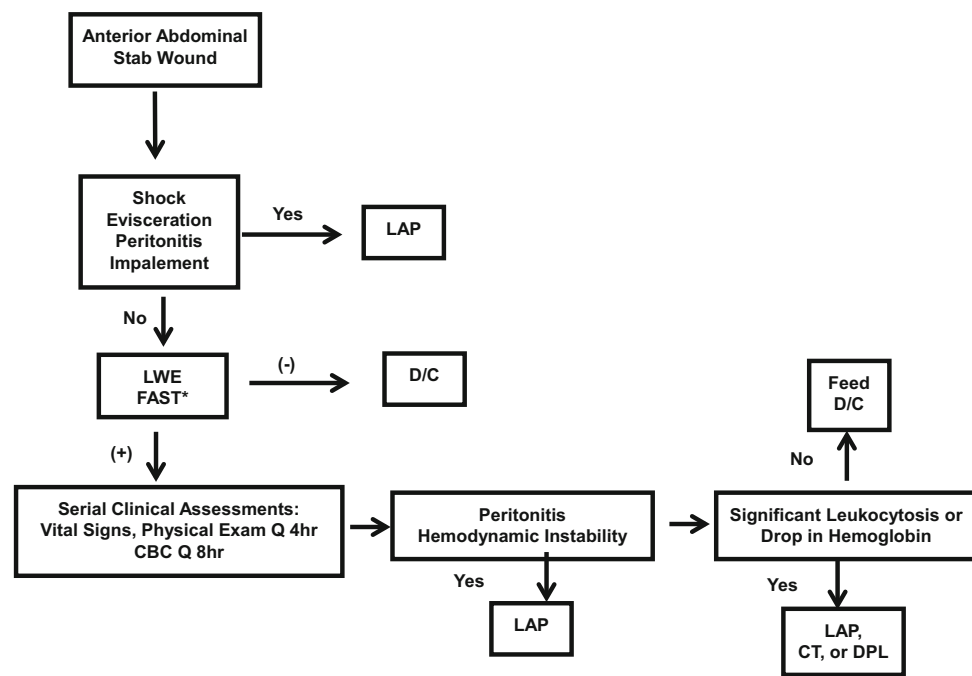 Anterior Abdominal
Stab Wound
Shock
Evisceration
Peritonitis
Impalement
Yes
LAP
No
LWE
FAST*
(-)
D/C
(+)
Serial Clinical Assessments:
Vital Signs, Physical Exam Q 4hr
CBC Q 8hr
Peritonitis
Hemodynamic Instability
Yes
LAP
Significant Leukocytosis or
Drop in Hemoglobin
No
Feed
D/C
Yes
LAP,
CT, or DPL